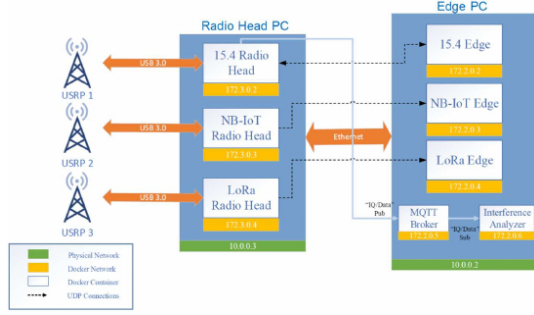 Radio Head PC
Edge PC
USB 3.0
USRP 1
15.4 Radio
Head
172.3.0.2
15.4 Edge
172.2.0.2
USB 3.0
USRP 2
NB-IoT
Radio Head
172.3.0.3
Ethernet
NB-IoT Edge
172.2.0.3
USB 3.0
USRP 3
LoRa
Radio Head
172.3.0.4
LoRa Edge
172.2.0.4
"IQ/Data"
Pub
MQTT
Broker
172.2.0.5
"IQ/Data"
Sub
Interference
Analyzer
172.2.0.6
10.0.0.3
10.0.0.2
Physical Network
Docker Network
Docker Container
UDP Connections